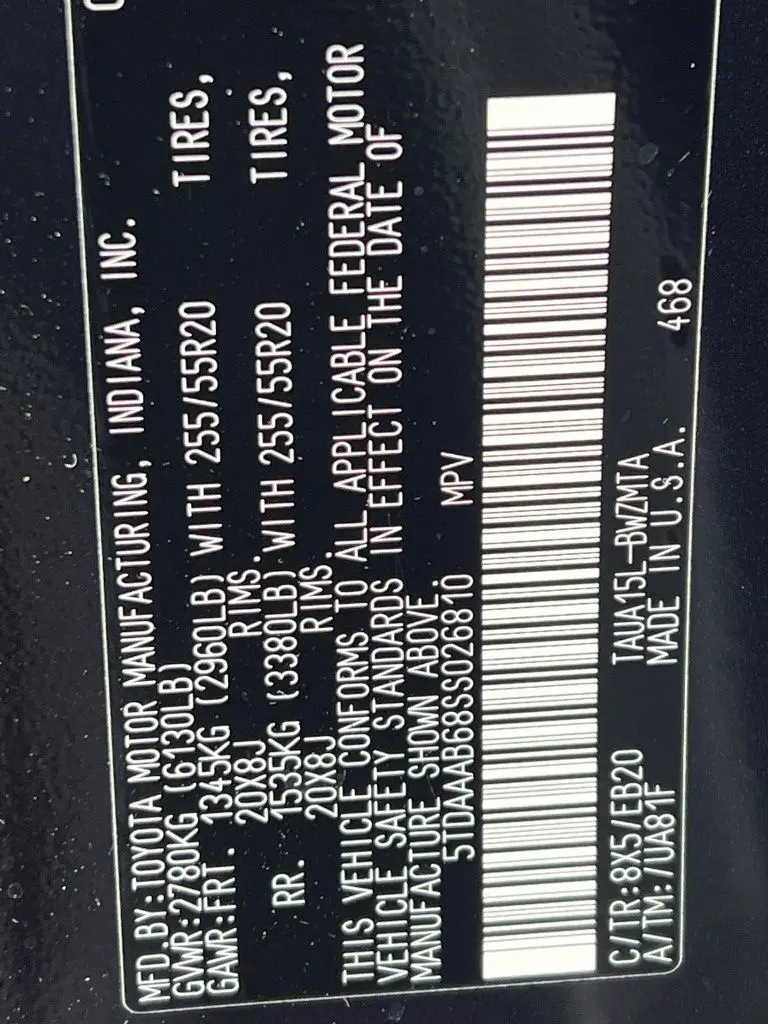 MFD.BY:TOYOTA MOTOR MANUFACTURING, INDIANA, INC.
GVWR:2780KG (6130LB)
GAWR:FRT. 1345KG (2960LB) WITH 255/55R20 TIRES,
20X8J RIMS.
RR. 1535KG (3380LB) WITH 255/55R20 TIRES,
20X8J RIMS.
THIS VEHICLE CONFORMS TO ALL APPLICABLE FEDERAL MOTOR
VEHICLE SAFETY STANDARDS IN EFFECT ON THE DATE OF
MANUFACTURE SHOWN ABOVE.
5TDAAAB68SS026810 MPV
C/TR:8X5/EB20 TAUA15L-BWZMTA
A/TM:/UA81F MADE IN U.S.A. 468